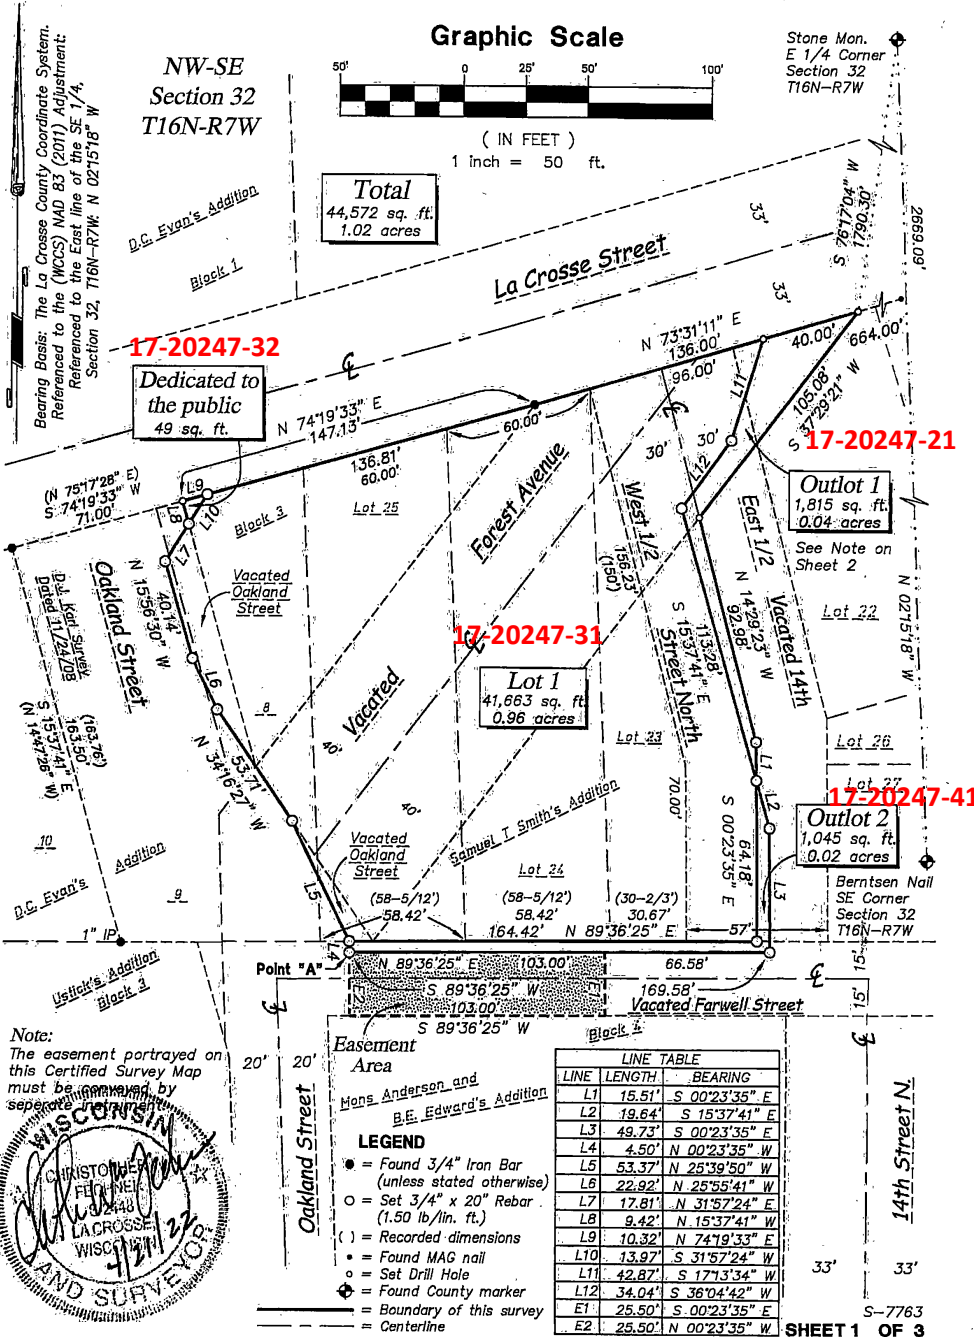 Graphic Scale
50' 0 25' 50' 100'
( IN FEET )
1 inch = 50 ft.
Stone Mon.
E 1/4 Corner
Section 32
T16N-R7W
NW-SE
Section 32
T16N-R7W
Bearing Basis: The La Crosse County Coordinate System.
Referenced to the (WCCS) NAD 83 (2011) Adjustment:
Referenced to the East line of the SE 1/4,
Section 32, T16N-R7W: N 02°15'18" W
Total
44,572 sq. ft.
1.02 acres
D.C. Evan's Addition
Block 1
La Crosse Street
33'
33'
S 76°17'04" W
1790.30'
2669.09'
17-20247-32
Dedicated to
the public
49 sq. ft.
N 73°31'11" E
136.00'
96.00'
40.00'
664.00'
N 74°19'33" E
147.13'
60.00'
136.81'
60.00'
105.08'
S 37°29'21" W
17-20247-21
Outlot 1
1,815 sq. ft.
0.04 acres
See Note on
Sheet 2
(N 75°17'28" E)
S 74°19'33" W
71.00'
L9
L8
L10
L7
L11
L12
30'
30'
Block 3
Lot 25
Forest Avenue
West 1/2
East 1/2
Vacated 14th
Street North
Lot 22
N 02°15'18" W
Vacated
Oakland
Street
Oakland Street
N 15°56'30" W
40.14'
D.J. Karl Survey
Dated 11/24/08
156.23'
(150')
N 14°29'23" W
92.98'
113.28'
S 15°37'41" E
17-20247-31
Lot 1
41,663 sq. ft.
0.96 acres
Vacated
L6
8
40'
40'
N 34°16'27" W
53.71'
(163.76')
163.50'
S 15°37'41" E
(N 14°47'26" W)
Lot 23
Lot 26
Lot 27
L1
L2
70.00'
17-20247-41
Outlot 2
1,045 sq. ft.
0.02 acres
S 00°23'35" E
64.18'
L3
Berntsen Nail
SE Corner
Section 32
T16N-R7W
10
D.C. Evan's
Addition
9
Vacated
Oakland
Street
Samuel T. Smith's Addition
Lot 24
L5
(58-5/12')
58.42'
(58-5/12')
58.42'
(30-2/3')
30.67'
164.42' N 89°36'25" E
57'
1" IP
L4
Point "A"
N 89°36'25" E 103.00'
66.58'
S 89°36'25" W
169.58'
103.00'
S 89°36'25" W
E2
E1
Vacated Farwell Street
15'
15'
Ustick's Addition
Block 3
Block 4
Easement
Area
Mons Anderson and
B.E. Edward's Addition
20'
20'
Oakland Street
14th Street N.
33'
33'
Note:
The easement portrayed on
this Certified Survey Map
must be conveyed by
seperate instrument.
WISCONSIN
CHRISTOPHER
LA CROSSE
WISCONSIN
LAND SURVEYOR
4/21/22
LEGEND
= Found 3/4" Iron Bar
(unless stated otherwise)
= Set 3/4" x 20" Rebar
(1.50 lb/lin. ft.)
( ) = Recorded dimensions
= Found MAG nail
= Set Drill Hole
= Found County marker
= Boundary of this survey
= Centerline
LINE TABLE
LINE LENGTH BEARING
L1 15.51' S 00°23'35" E
L2 19.64' S 15°37'41" E
L3 49.73' S 00°23'35" E
L4 4.50' N 00°23'35" W
L5 53.37' N 25°39'50" W
L6 22.92' N 25°55'41" W
L7 17.81' N 31°57'24" E
L8 9.42' N 15°37'41" W
L9 10.32' N 74°19'33" E
L10 13.97' S 31°57'24" W
L11 42.87' S 17°13'34" W
L12 34.04' S 36°04'42" W
E1 25.50' S 00°23'35" E
E2 25.50' N 00°23'35" W
S-7763
SHEET 1 OF 3